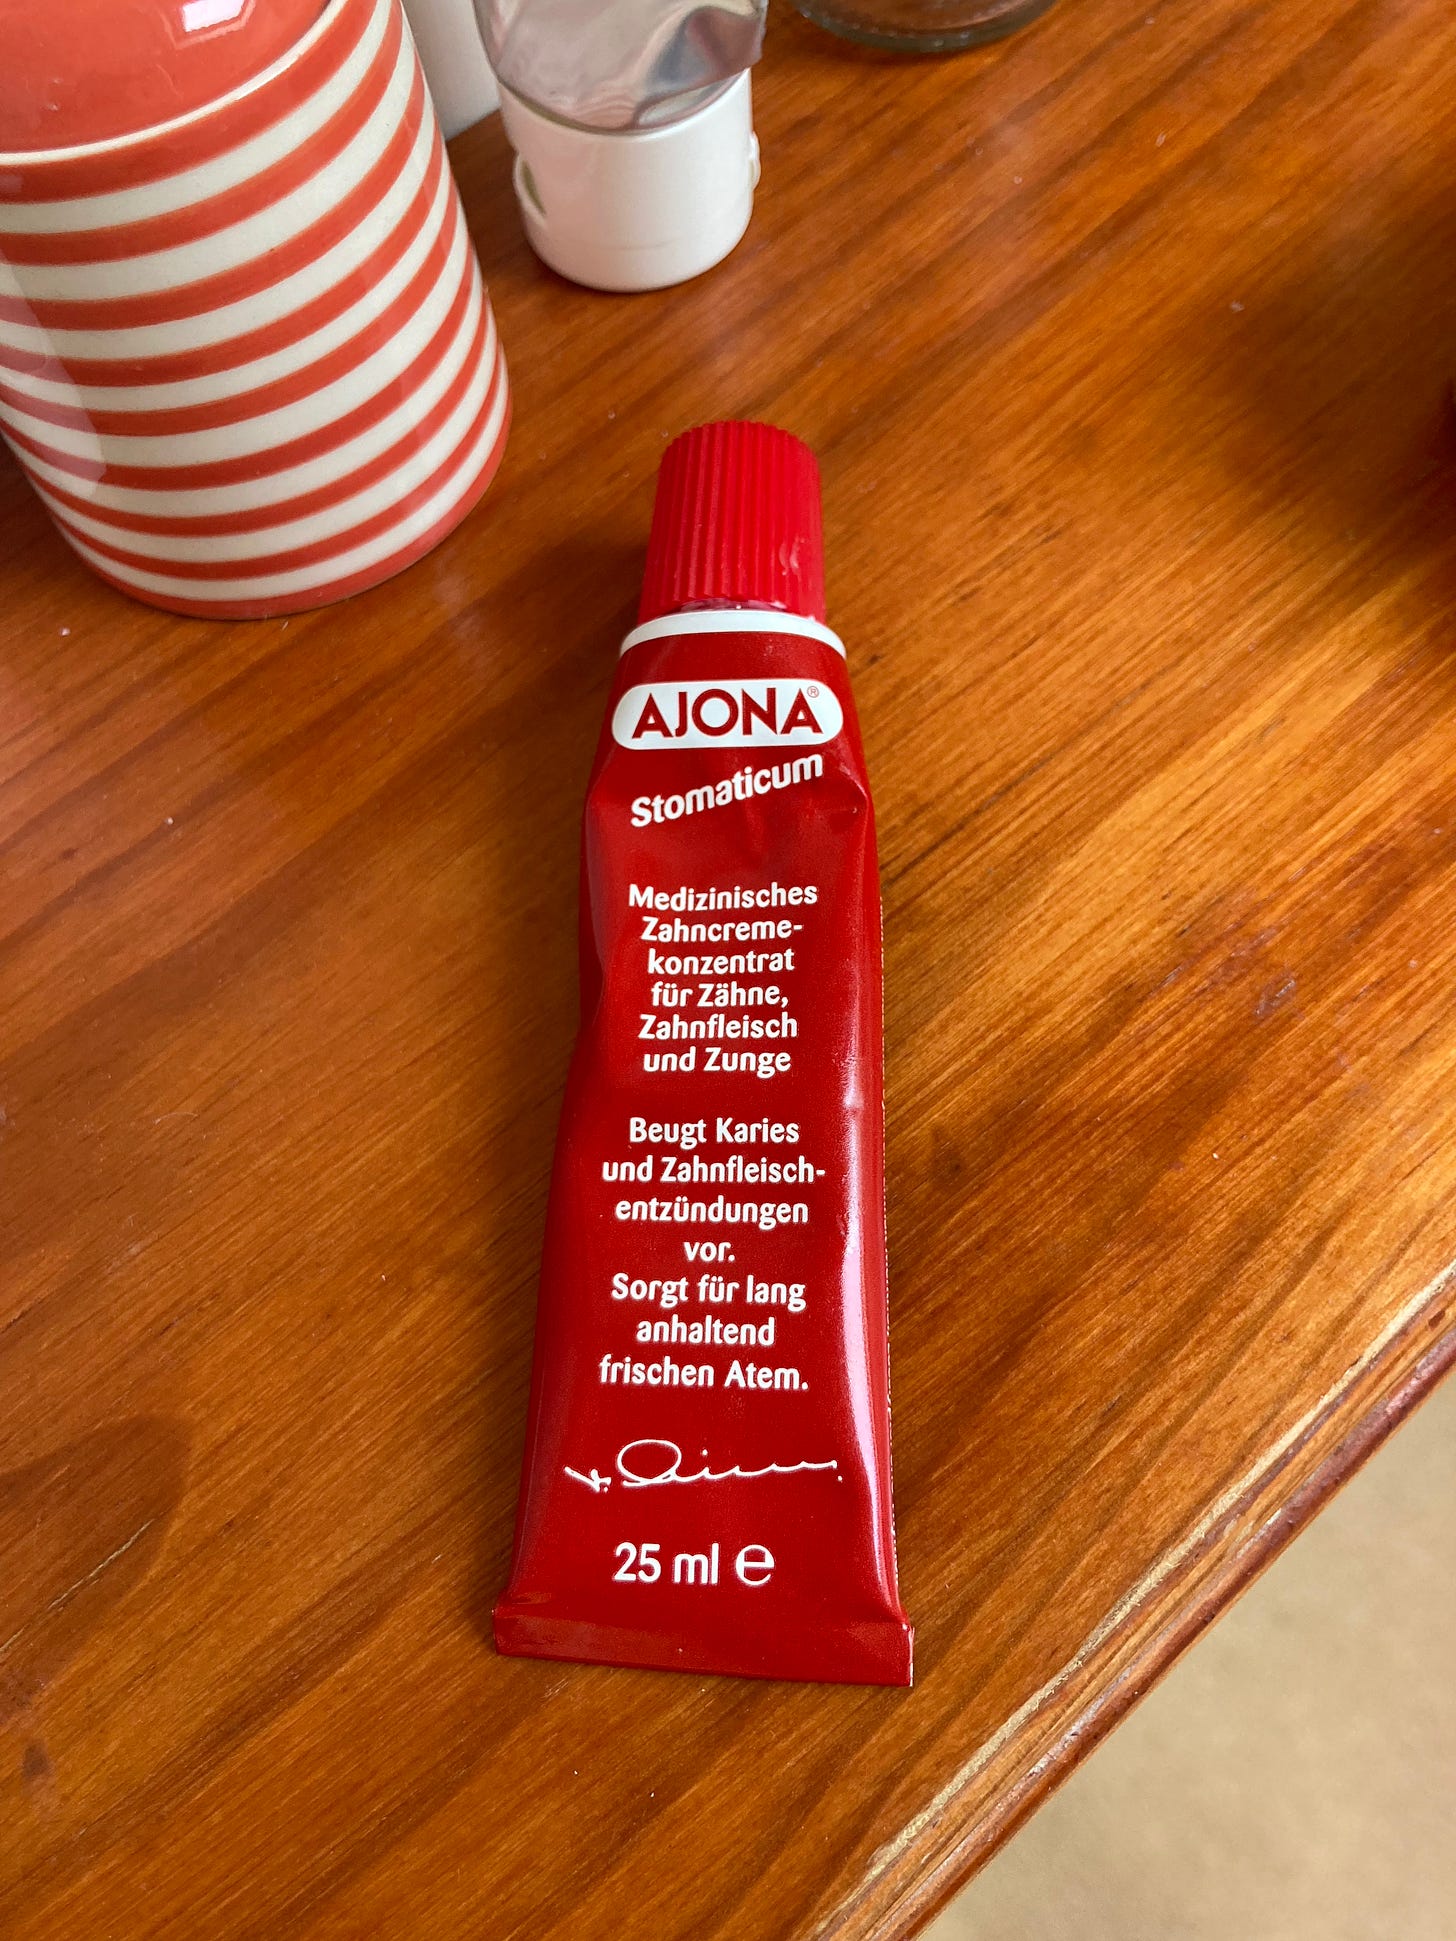 AJONA®
Stomaticum
Medizinisches
Zahncreme-
konzentrat
für Zähne,
Zahnfleisch
und Zunge
Beugt Karies
und Zahnfleisch-
entzündungen
vor.
Sorgt für lang
anhaltend
frischen Atem.
25 ml e